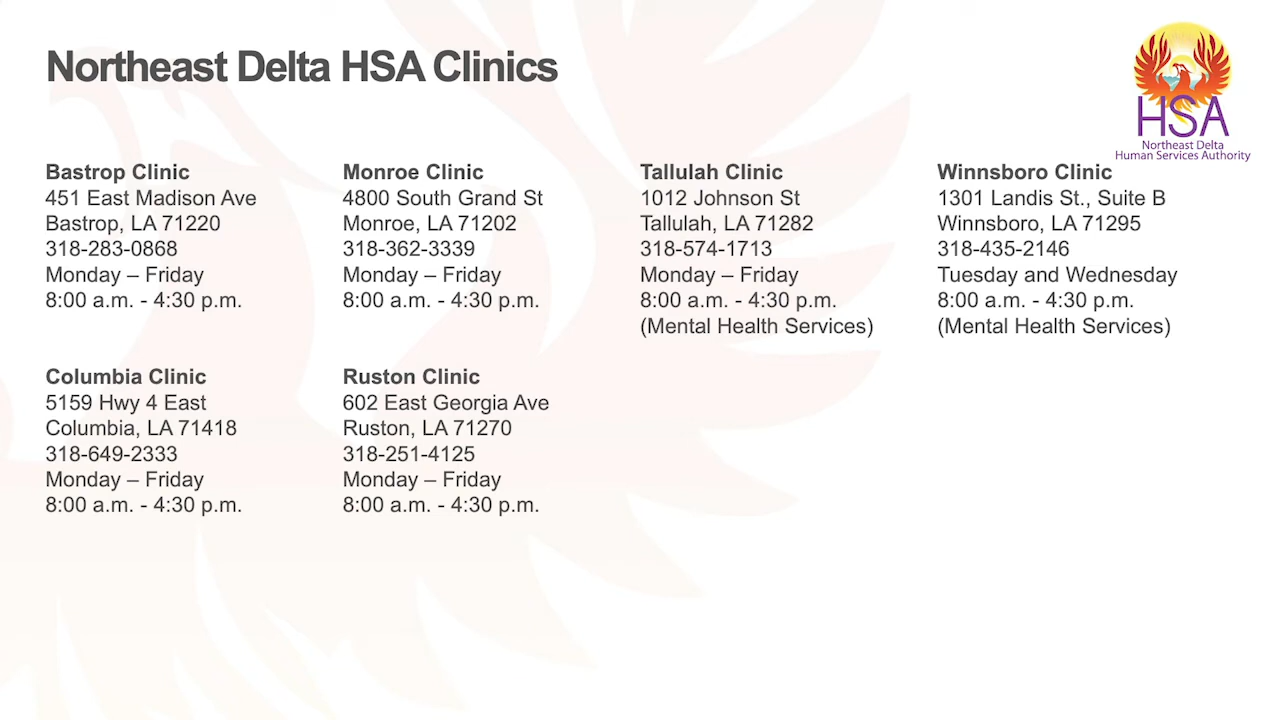 Northeast Delta HSA Clinics
HSA
Northeast Delta
Human Services Authority
Bastrop Clinic
451 East Madison Ave
Bastrop, LA 71220
318-283-0868
Monday – Friday
8:00 a.m. - 4:30 p.m.
Monroe Clinic
4800 South Grand St
Monroe, LA 71202
318-362-3339
Monday – Friday
8:00 a.m. - 4:30 p.m.
Tallulah Clinic
1012 Johnson St
Tallulah, LA 71282
318-574-1713
Monday – Friday
8:00 a.m. - 4:30 p.m.
(Mental Health Services)
Winnsboro Clinic
1301 Landis St., Suite B
Winnsboro, LA 71295
318-435-2146
Tuesday and Wednesday
8:00 a.m. - 4:30 p.m.
(Mental Health Services)
Columbia Clinic
5159 Hwy 4 East
Columbia, LA 71418
318-649-2333
Monday – Friday
8:00 a.m. - 4:30 p.m.
Ruston Clinic
602 East Georgia Ave
Ruston, LA 71270
318-251-4125
Monday – Friday
8:00 a.m. - 4:30 p.m.